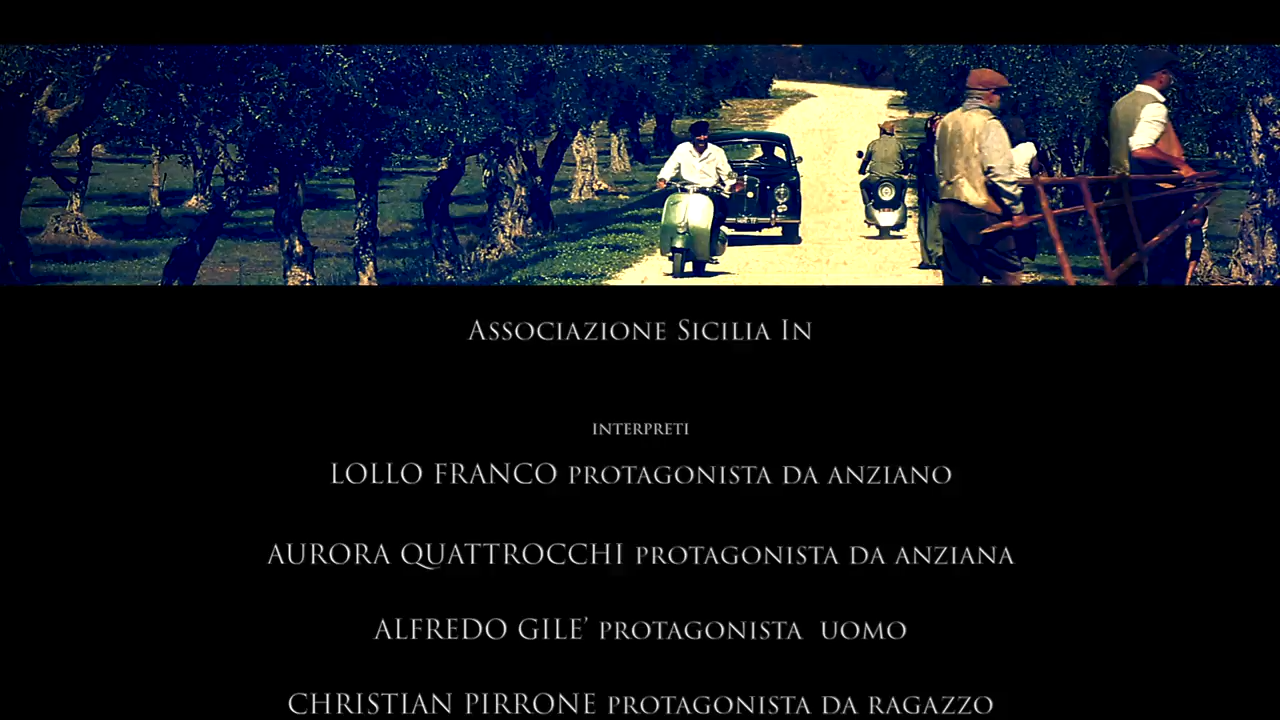 Associazione Sicilia In
INTERPRETI
LOLLO FRANCO PROTAGONISTA DA ANZIANO
AURORA QUATTROCCHI PROTAGONISTA DA ANZIANA
ALFREDO GILE’ PROTAGONISTA UOMO
CHRISTIAN PIRRONE PROTAGONISTA DA RAGAZZO